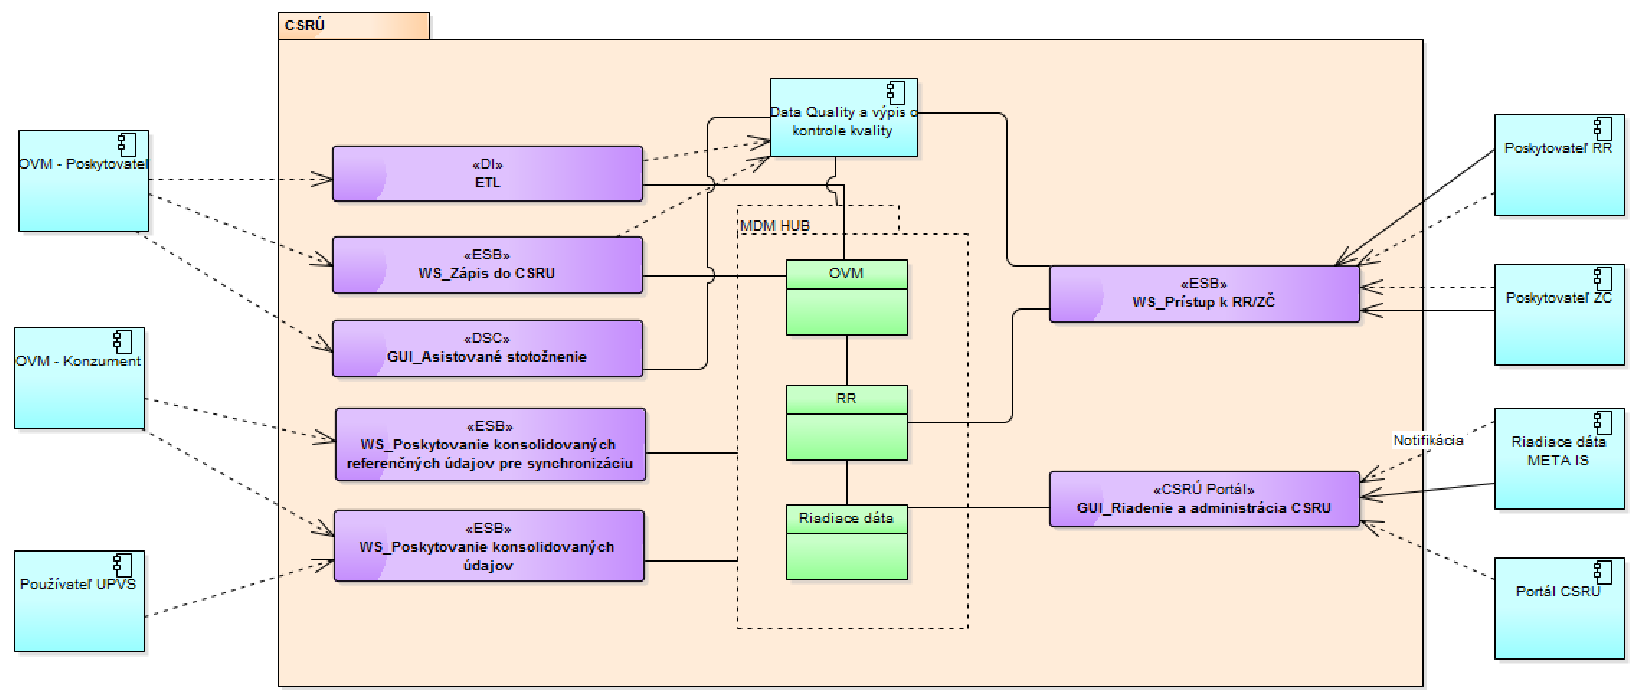 CSRÚ
OVM - Poskytovateľ
OVM - Konzument
Používateľ UPVS
«DI»
ETL
«ESB»
WS_Zápis do CSRU
«DSC»
GUI_Asistované stotožnenie
«ESB»
WS_Poskytovanie konsolidovaných
referenčných údajov pre synchronizáciu
«ESB»
WS_Poskytovanie konsolidovaných
údajov
Data Quality a výpis o
kontrole kvality
MDM HUB
OVM
RR
Riadiace dáta
«ESB»
WS_Prístup k RR/ZČ
«CSRÚ Portál»
GUI_Riadenie a administrácia CSRU
Notifikácia
Poskytovateľ RR
Poskytovateľ ZČ
Riadiace dáta
META IS
Portál CSRU